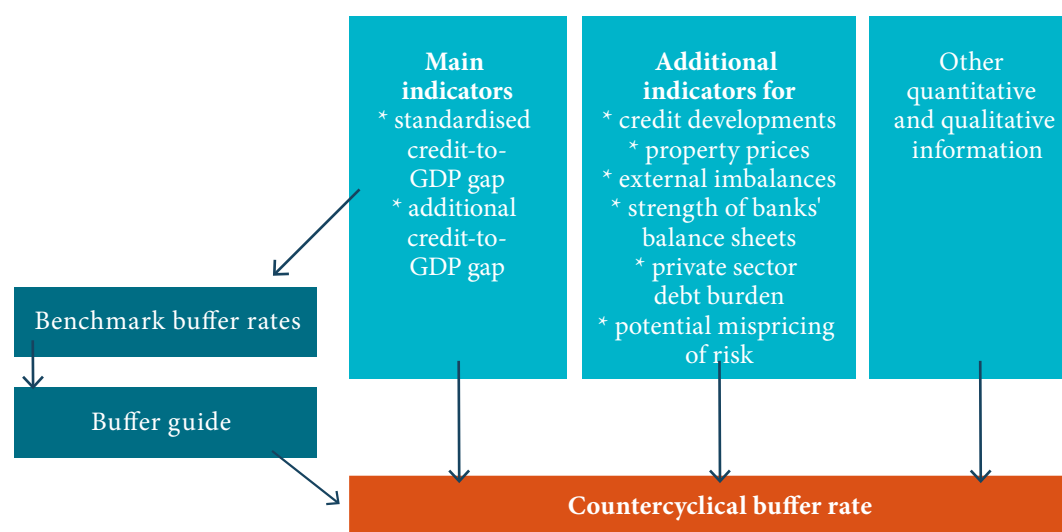 Main
indicators
* standardised
credit-to-
GDP gap
* additional
credit-to-
GDP gap
Additional
indicators for
* credit developments
* property prices
* external imbalances
* strength of banks'
balance sheets
* private sector
debt burden
* potential mispricing
of risk
Other
quantitative
and qualitative
information
Benchmark buffer rates
Buffer guide
Countercyclical buffer rate